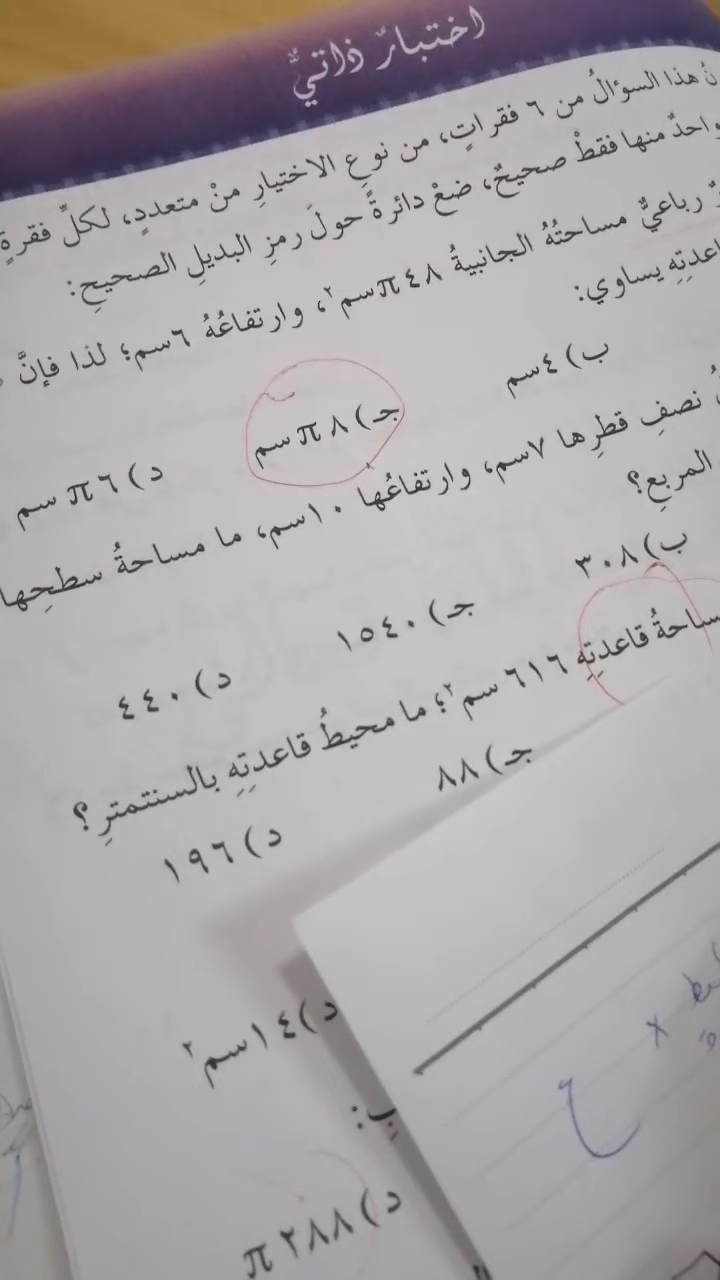 اختبارٌ ذاتيٌّ
هذا السؤالُ من ٦ فقراتٍ، من نوعِ الاختيارِ منْ متعددٍ، لكلِّ فقرةٍ
واحدٌ منها فقطْ صحيحٌ، ضعْ دائرةً حولَ رمزِ البديلِ الصحيحِ:
رباعيٌّ مساحتُهُ الجانبيةُ ٤٨π سم٢، وارتفاعُهُ ٦سم؛ لذا فإنَّ
يساوي:
ب) ٤سم
جـ) ٨π سم
د) ٦π سم
نصفِ قطرِها ٧سم، وارتفاعُها ١٠سم، ما مساحةُ سطحِها
المربعِ؟
ب) ٣٠٨
جـ) ١٥٤٠
د) ٤٤٠
قاعدتِهِ ٦١٦ سم٢؛ ما محيطُ قاعدتِهِ بالسنتمترِ؟
جـ) ٨٨
د) ١٩٦
د) ١٤سم٢
د) ٢٨٨π